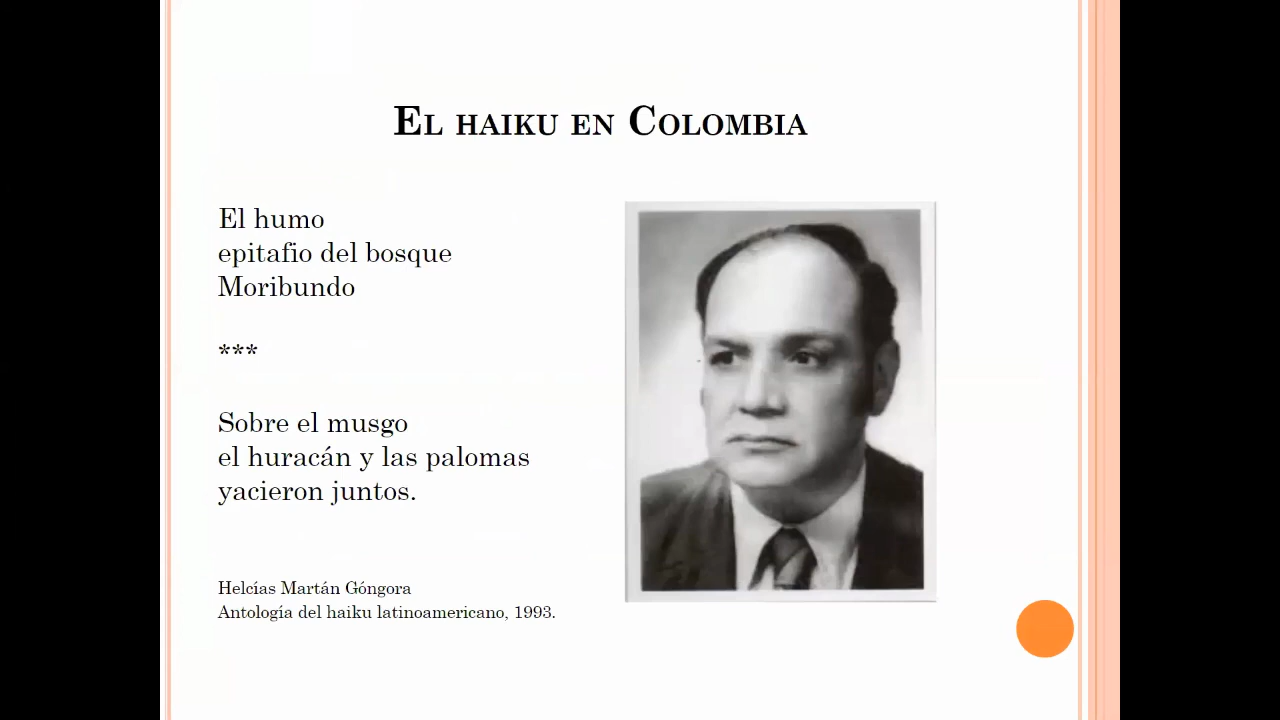 El haiku en Colombia
El humo
epitafio del bosque
Moribundo
***
Sobre el musgo
el huracán y las palomas
yacieron juntos.
Helcías Martán Góngora
Antología del haiku latinoamericano, 1993.